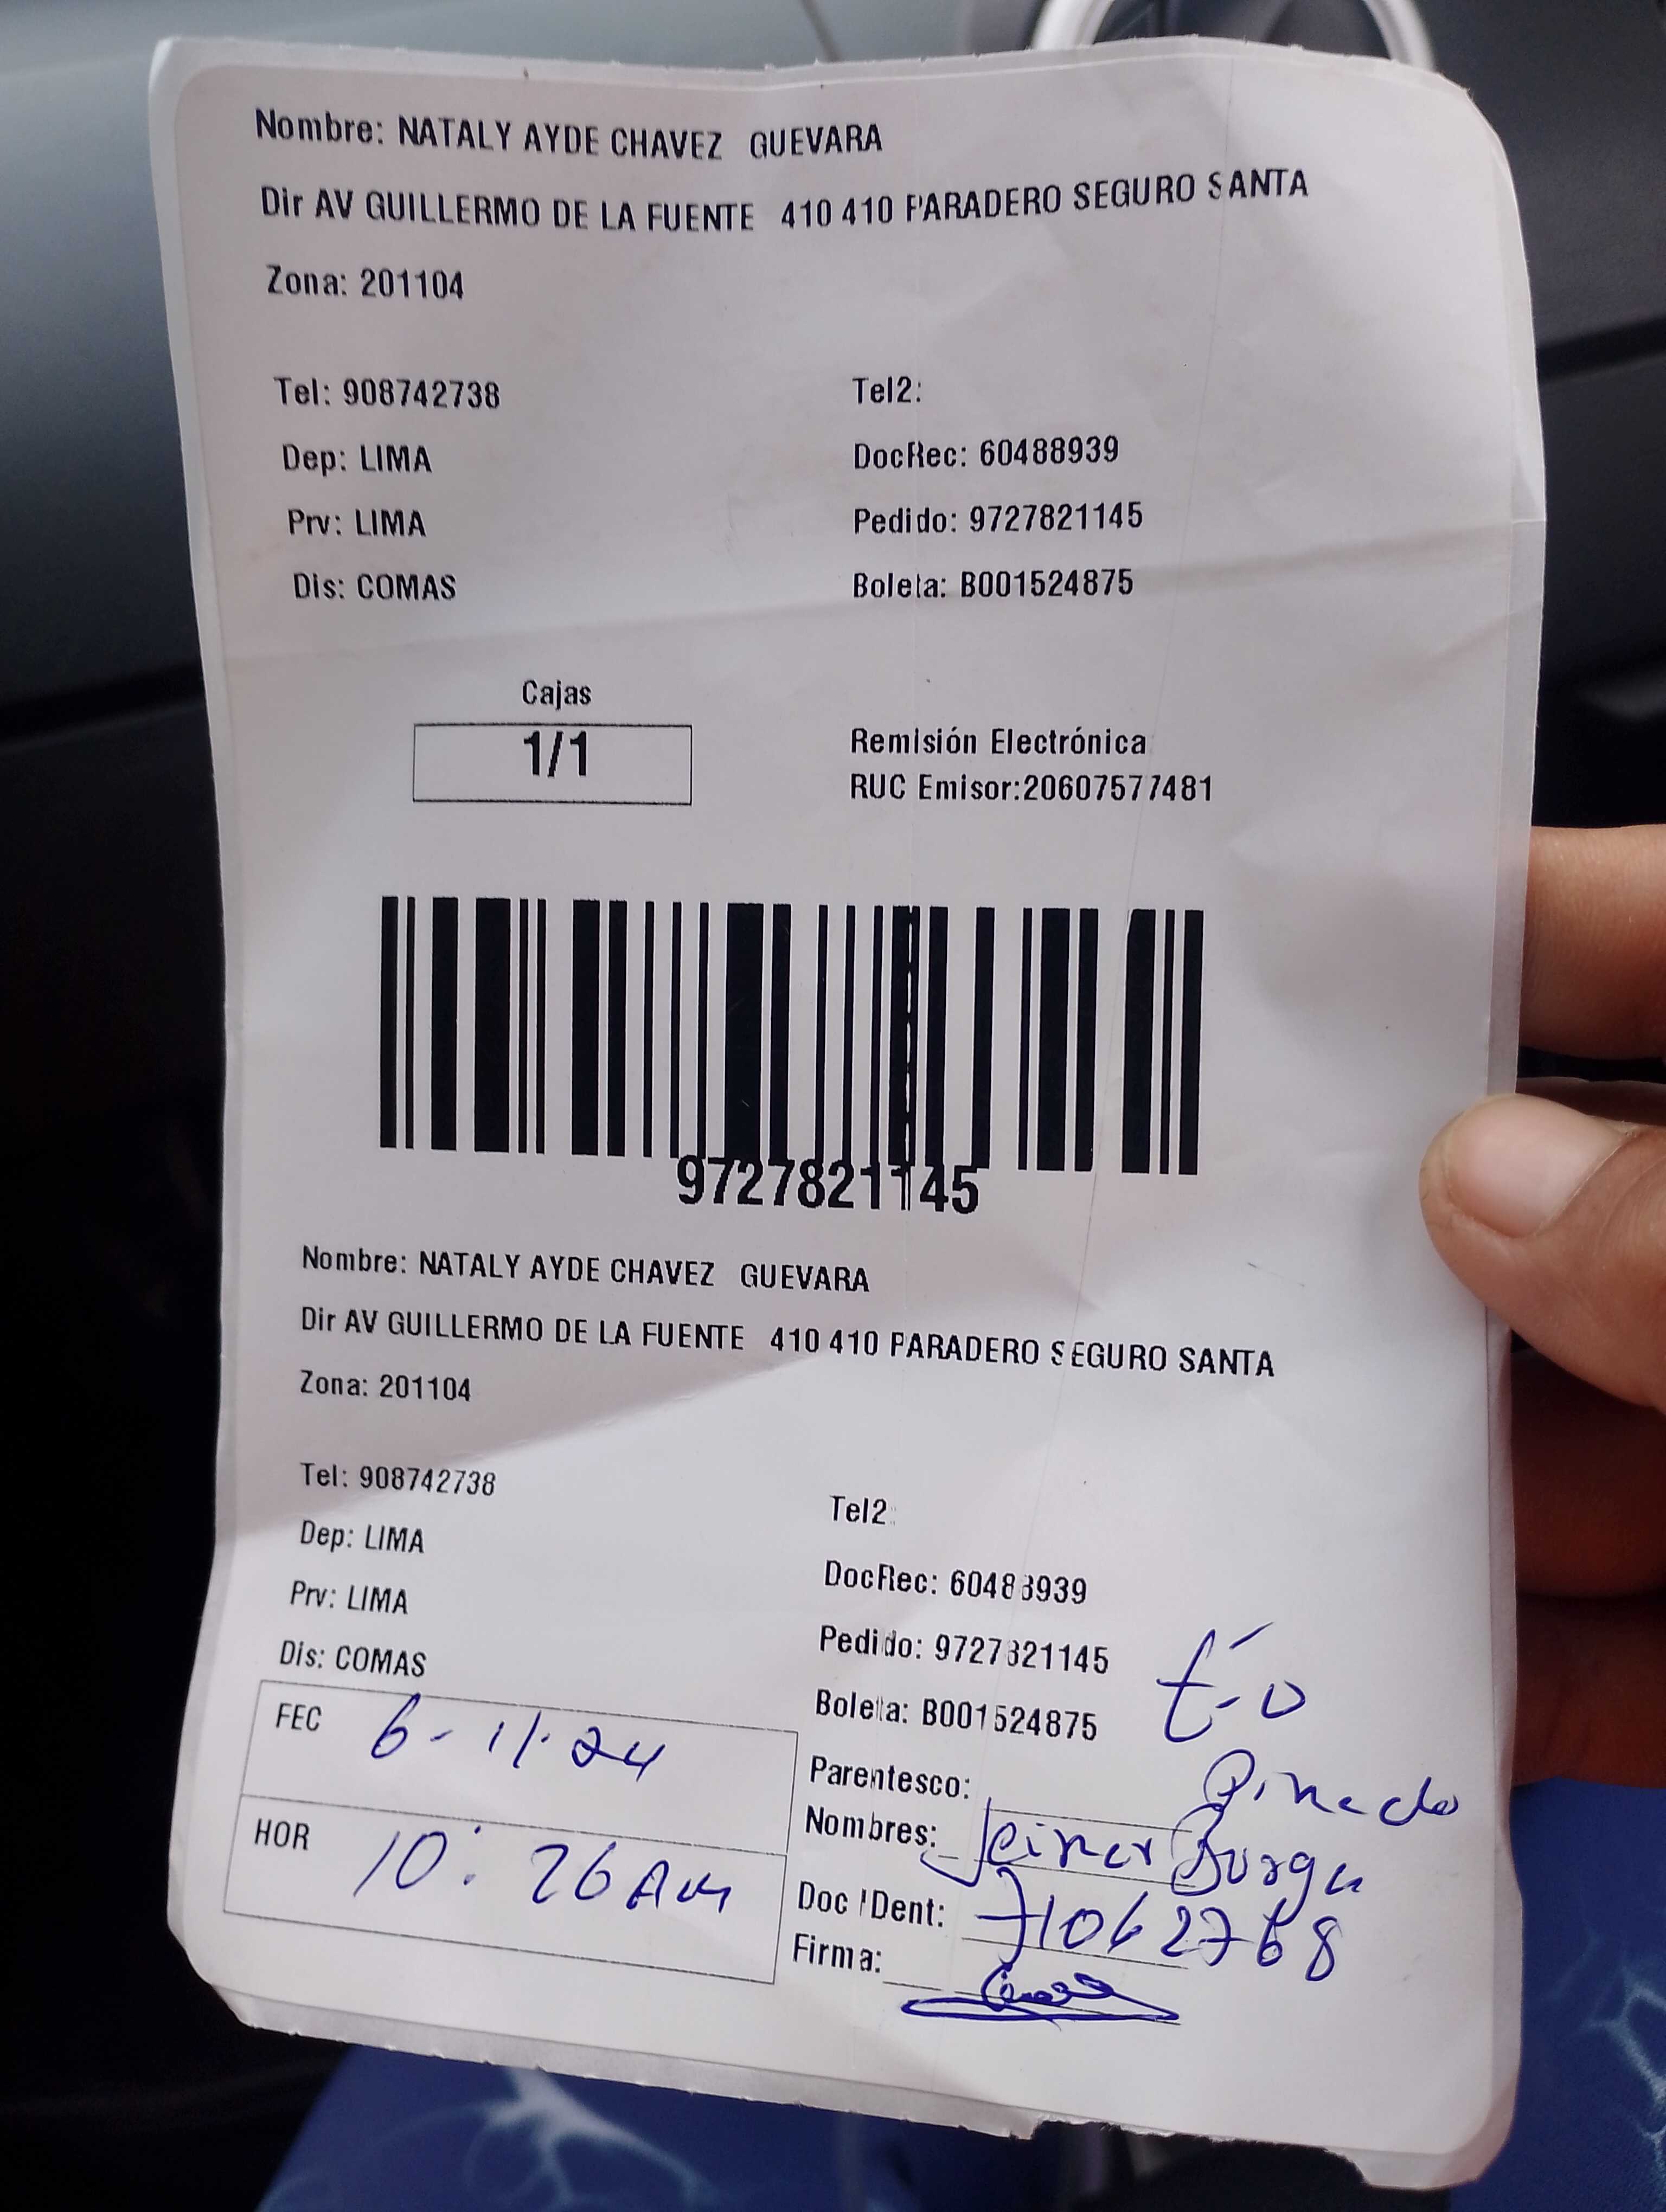 Nombre: NATALY AYDE CHAVEZ GUEVARA
Dir AV GUILLERMO DE LA FUENTE 410 410 PARADERO SEGURO SANTA
Zona: 201104
Tel: 908742738 Tel2:
Dep: LIMA DocRec: 60488939
Prv: LIMA Pedido: 9727821145
Dis: COMAS Boleta: B001524875
Cajas
1/1
Remisión Electrónica
RUC Emisor:20607577481
9727821145
Nombre: NATALY AYDE CHAVEZ GUEVARA
Dir AV GUILLERMO DE LA FUENTE 410 410 PARADERO SEGURO SANTA
Zona: 201104
Tel: 908742738 Tel2:
Dep: LIMA DocRec: 60488939
Prv: LIMA Pedido: 9727821145
Dis: COMAS Boleta: B001524875
FEC 6-11-24
HOR 10:26 AM
Parentesco: Pinedo
Nombres: Jeiner Burga
Doc IDent: 71062768
Firma: